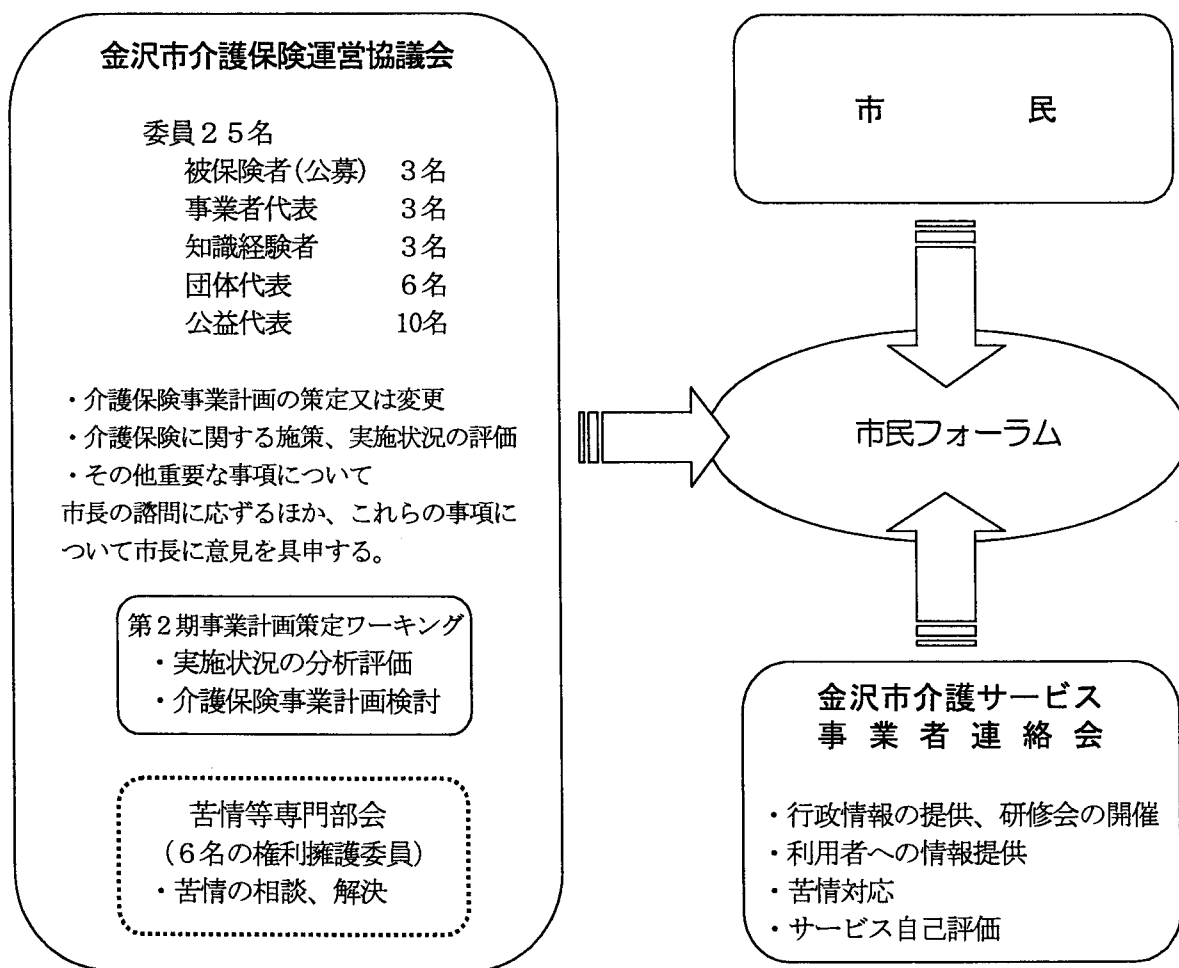 金沢市介護保険運営協議会
委員25名
被保険者(公募) 3名
事業者代表 3名
知識経験者 3名
団体代表 6名
公益代表 10名
・介護保険事業計画の策定又は変更
・介護保険に関する施策、実施状況の評価
・その他重要な事項について
市長の諮問に応ずるほか、これらの事項に
ついて市長に意見を具申する。
第2期事業計画策定ワーキング
・実施状況の分析評価
・介護保険事業計画検討
苦情等専門部会
(6名の権利擁護委員)
・苦情の相談、解決
市 民
市民フォーラム
金沢市介護サービス
事業者連絡会
・行政情報の提供、研修会の開催
・利用者への情報提供
・苦情対応
・サービス自己評価